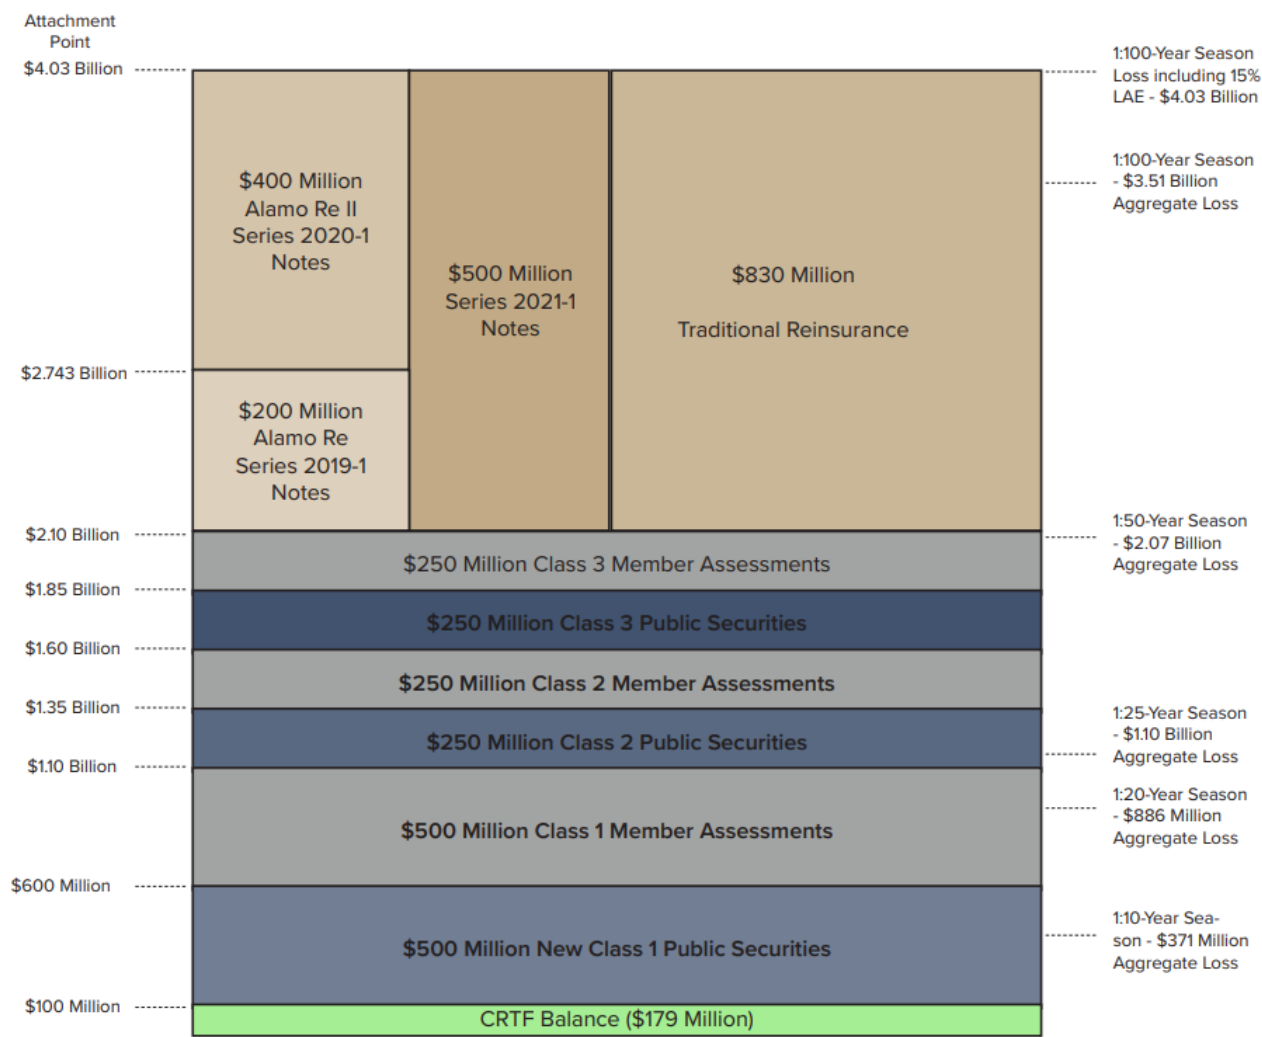 Attachment
Point
$4.03 Billion
$2.743 Billion
$2.10 Billion
$1.85 Billion
$1.60 Billion
$1.35 Billion
$1.10 Billion
$600 Million
$100 Million
$400 Million
Alamo Re II
Series 2020-1
Notes
$200 Million
Alamo Re
Series 2019-1
Notes
$500 Million
Series 2021-1
Notes
$830 Million
Traditional Reinsurance
$250 Million Class 3 Member Assessments
$250 Million Class 3 Public Securities
$250 Million Class 2 Member Assessments
$250 Million Class 2 Public Securities
$500 Million Class 1 Member Assessments
$500 Million New Class 1 Public Securities
CRTF Balance ($179 Million)
1:100-Year Season
Loss including 15%
LAE - $4.03 Billion
1:100-Year Season
- $3.51 Billion
Aggregate Loss
1:50-Year Season
- $2.07 Billion
Aggregate Loss
1:25-Year Season
- $1.10 Billion
Aggregate Loss
1:20-Year Season
- $886 Million
Aggregate Loss
1:10-Year Sea-
son - $371 Million
Aggregate Loss